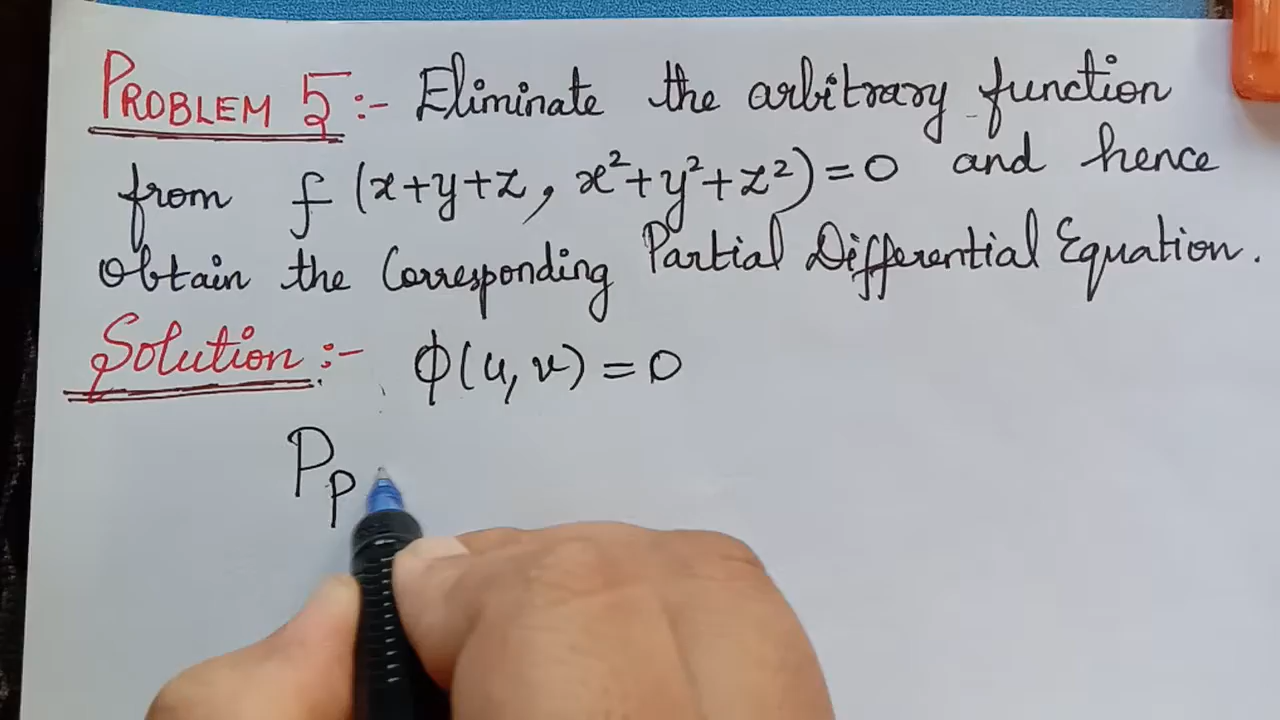 PROBLEM 5:- Eliminate the arbitrary function
from f (x+y+z, x²+y²+z²)=0 and hence
Obtain the Corresponding Partial Differential Equation.
Solution:- ϕ(u,v)=0
Pp